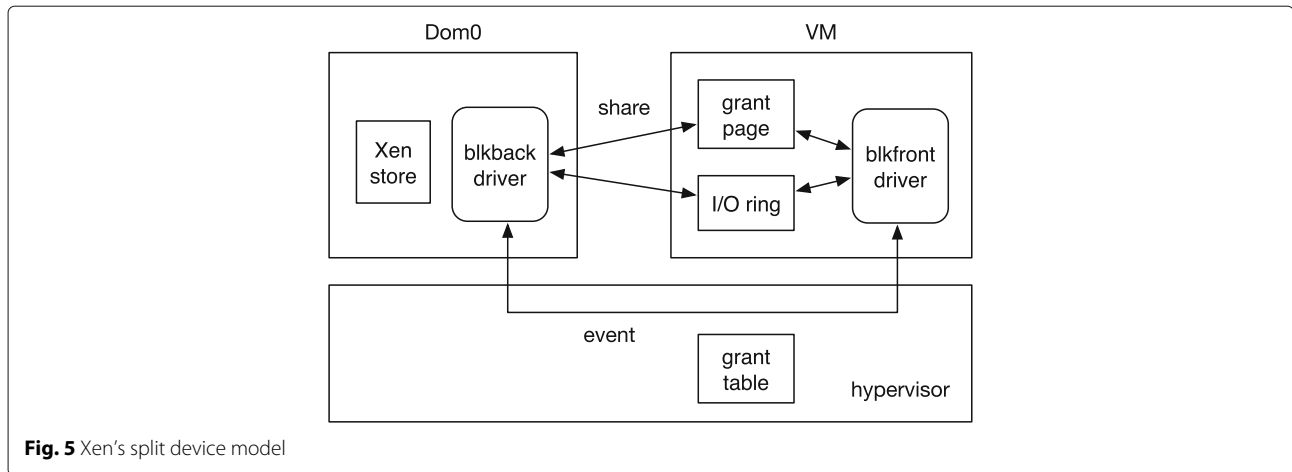 Dom0
VM
share
Xen
store
blkback
driver
grant
page
I/O ring
blkfront
driver
event
grant
table
hypervisor
Fig. 5 Xen’s split device model